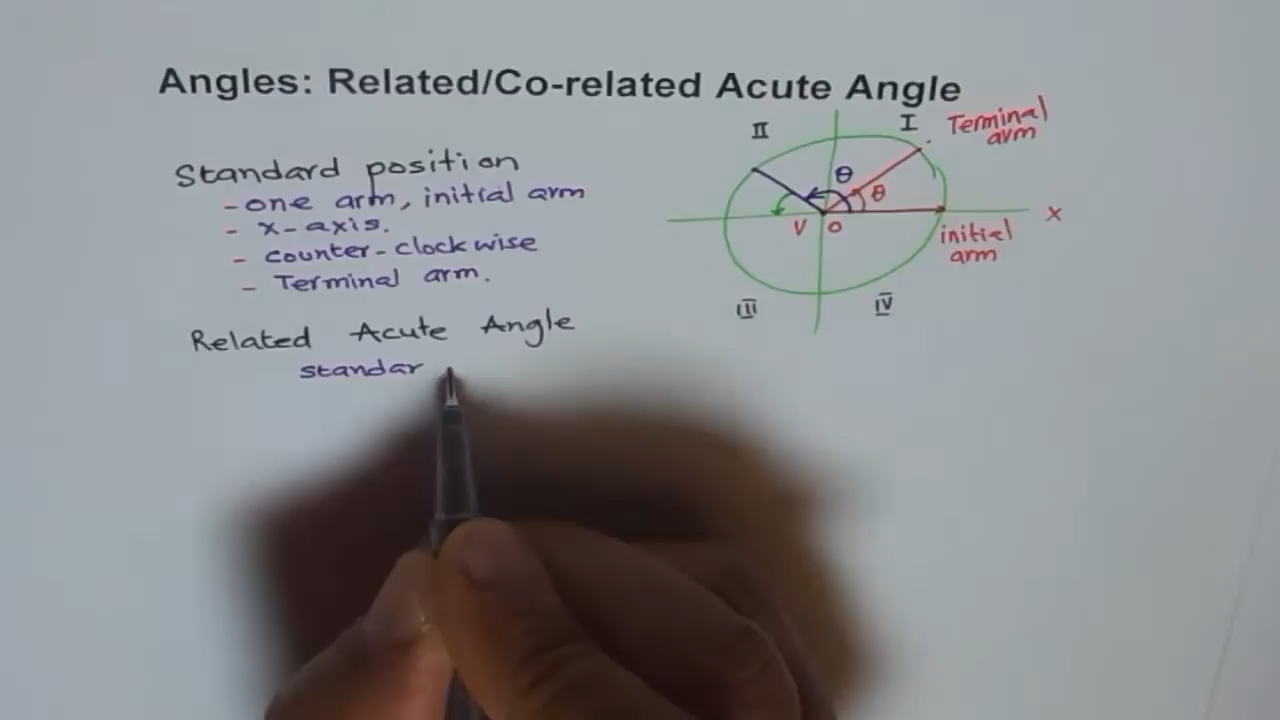 Angles: Related/Co-related Acute Angle
Standard position
- one arm, initial arm
- x-axis.
- counter-clockwise
- Terminal arm.
Related Acute Angle
standar
II
I
Terminal
arm
θ
θ
V
O
X
initial
arm
III
IV